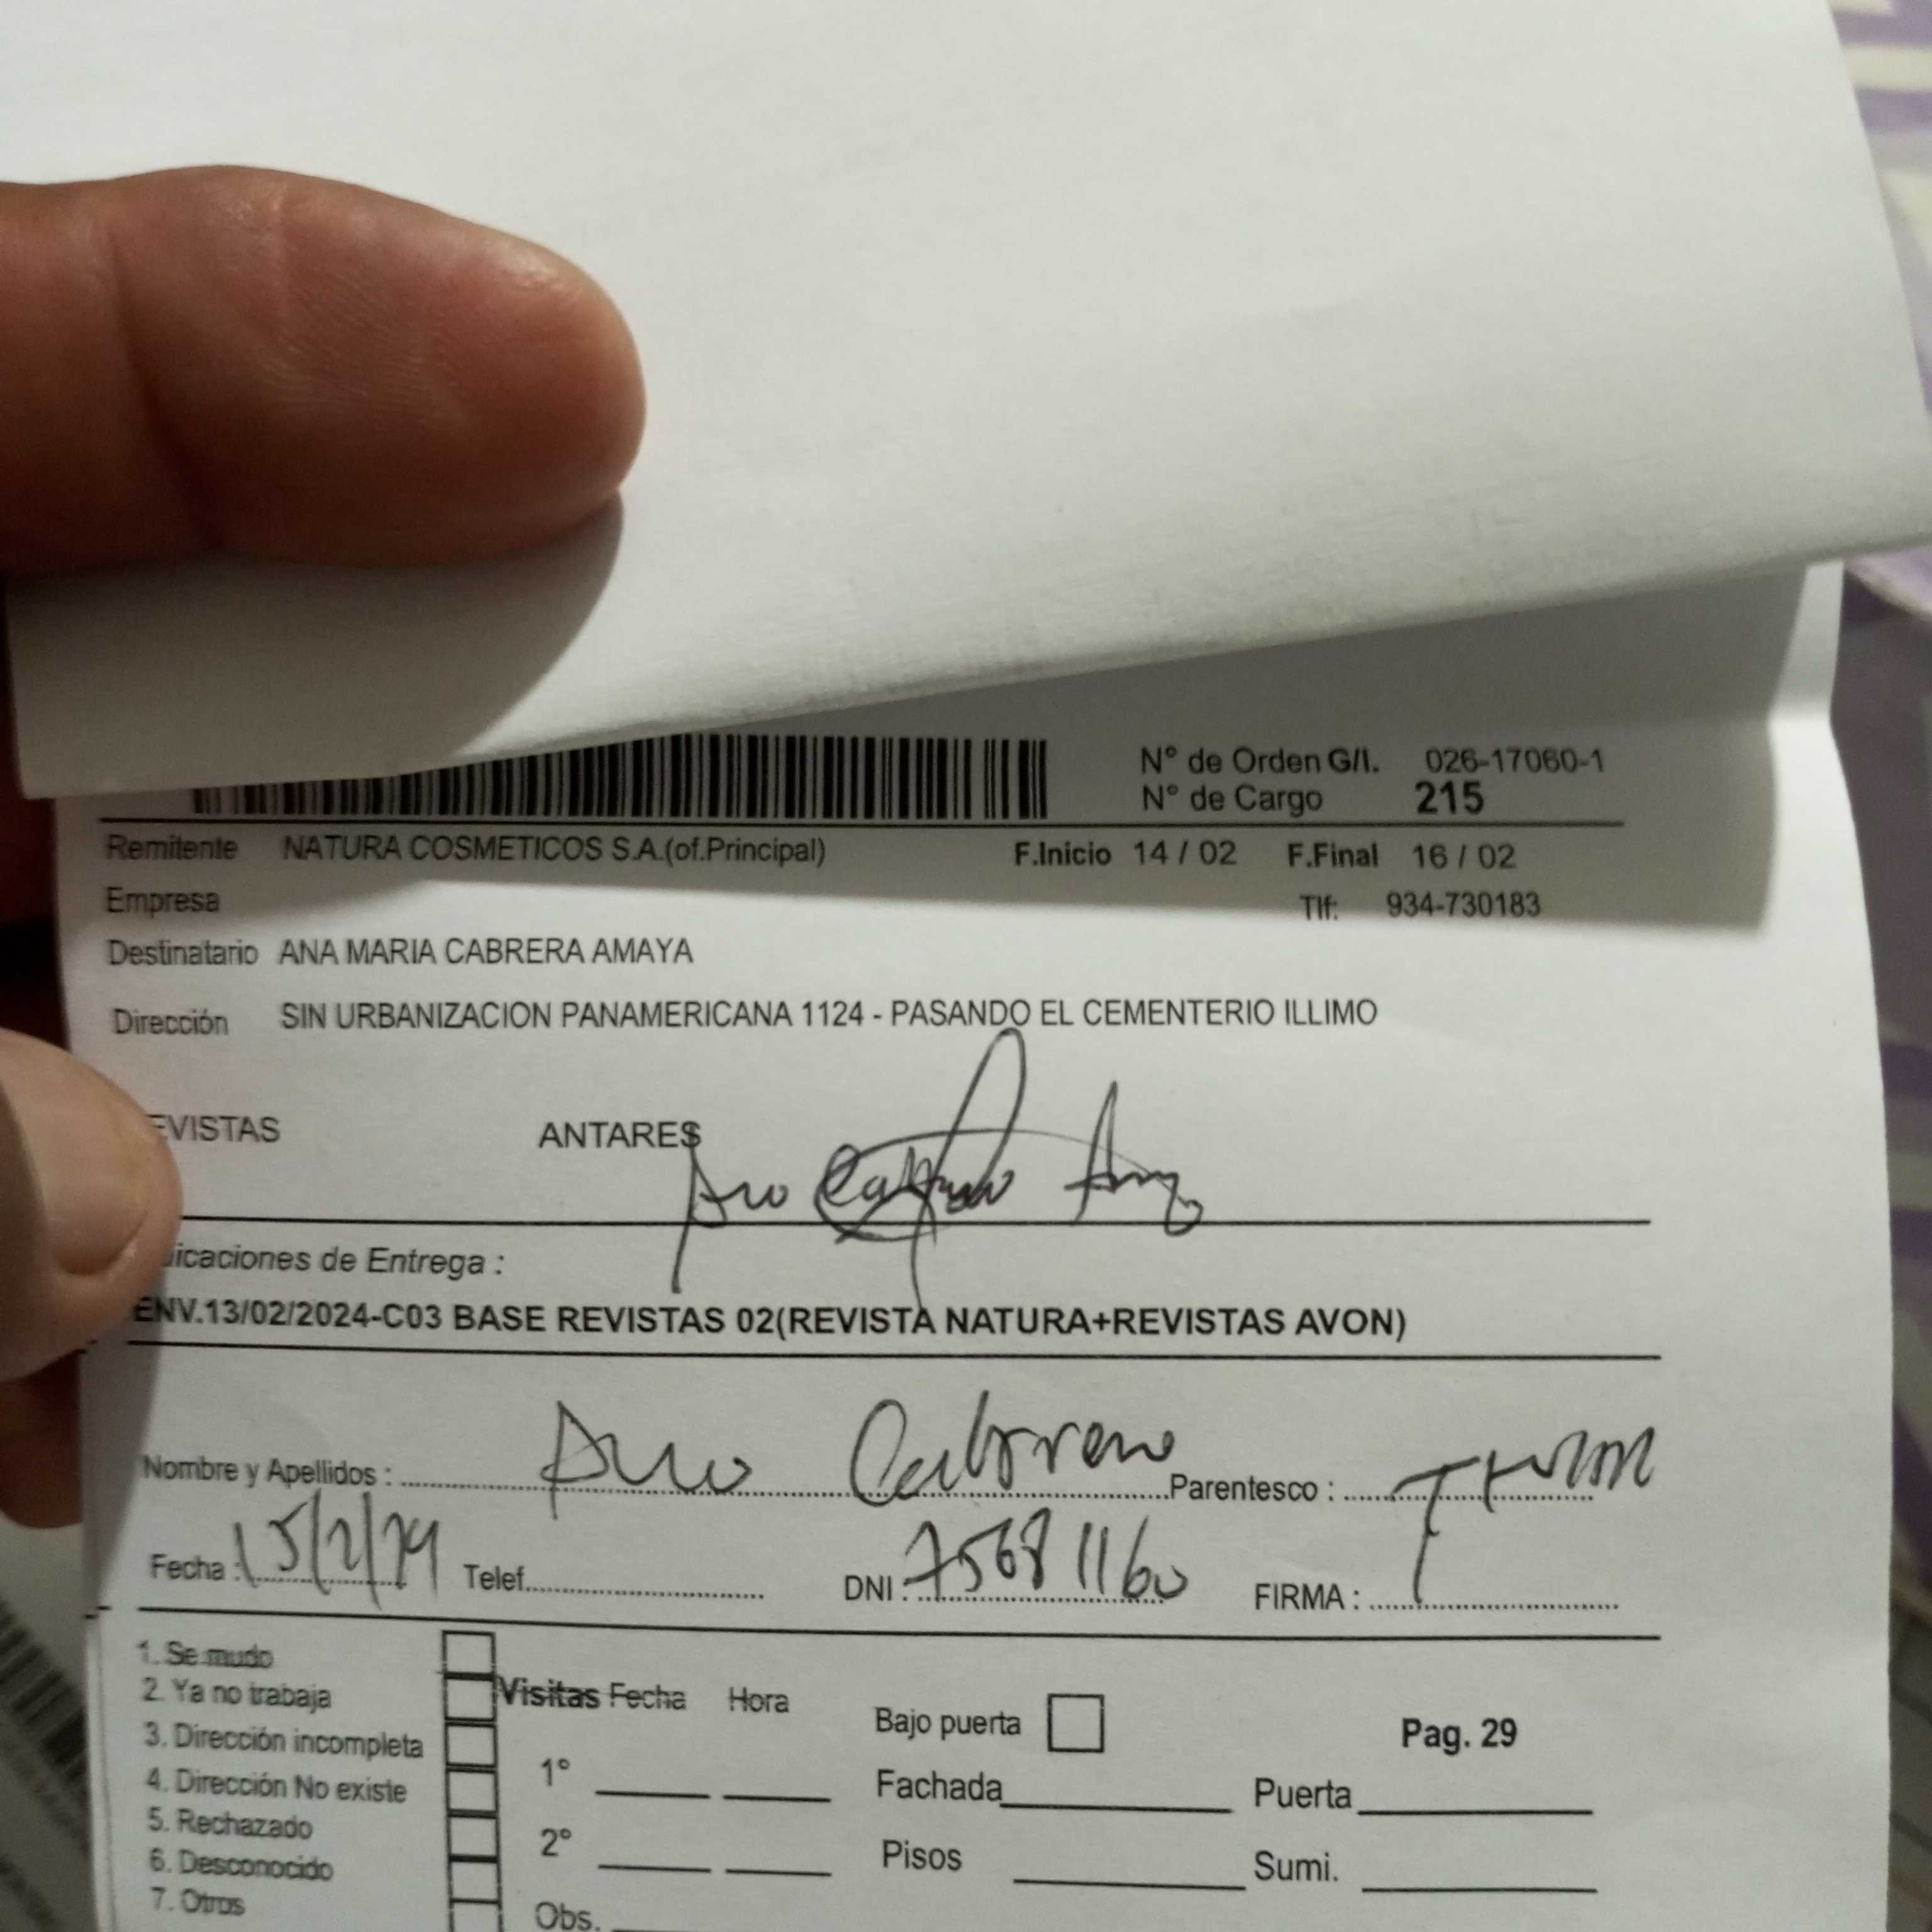 Nº de Orden G/I. 026-17060-1
Nº de Cargo 215
Remitente NATURA COSMETICOS S.A.(of.Principal) F.Inicio 14 / 02 F.Final 16 / 02
Empresa Tlf: 934-730183
Destinatario ANA MARIA CABRERA AMAYA
Dirección SIN URBANIZACION PANAMERICANA 1124 - PASANDO EL CEMENTERIO ILLIMO
EVISTAS ANTARES
icaciones de Entrega :
ENV.13/02/2024-C03 BASE REVISTAS 02(REVISTA NATURA+REVISTAS AVON)
Nombre y Apellidos : Ana Cabrera Parentesco :
Fecha : 15/2/24 Telef. DNI : 75681160 FIRMA :
1. Se mudo
2. Ya no trabaja Visitas Fecha Hora Bajo puerta Pag. 29
3. Dirección incompleta
4. Dirección No existe 1° Fachada Puerta
5. Rechazado
6. Desconocido 2° Pisos Sumi.
7. Otros
Obs.